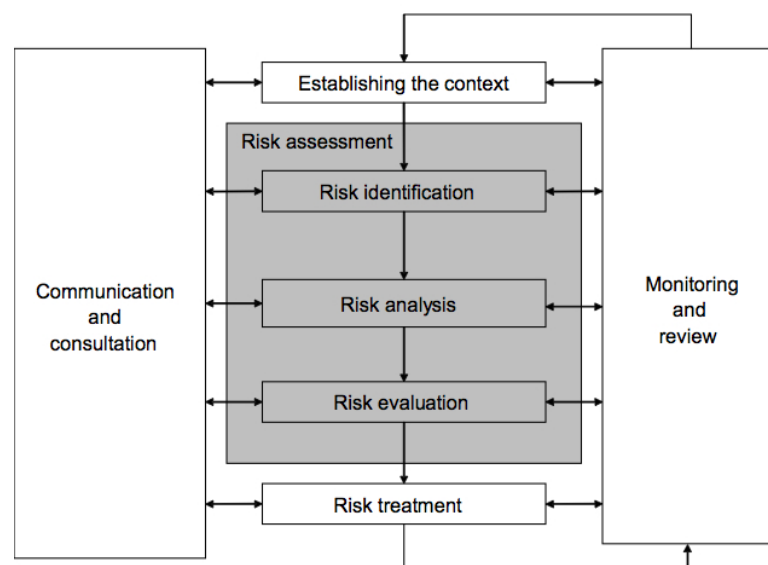 Establishing the context
Risk assessment
Risk identification
Communication
and
consultation
Risk analysis
Monitoring
and
review
Risk evaluation
Risk treatment